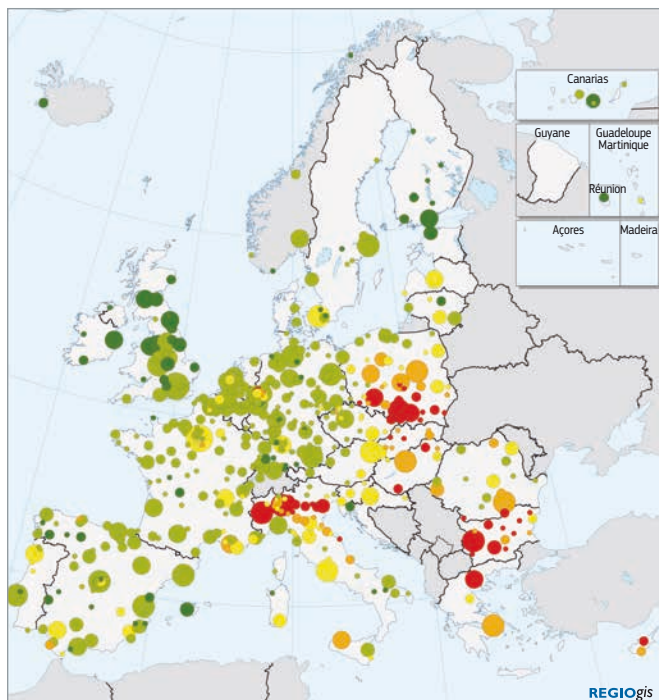 Canarias
Guyane
Guadeloupe
Martinique
Réunion
Açores
Madeira
REGIOgis